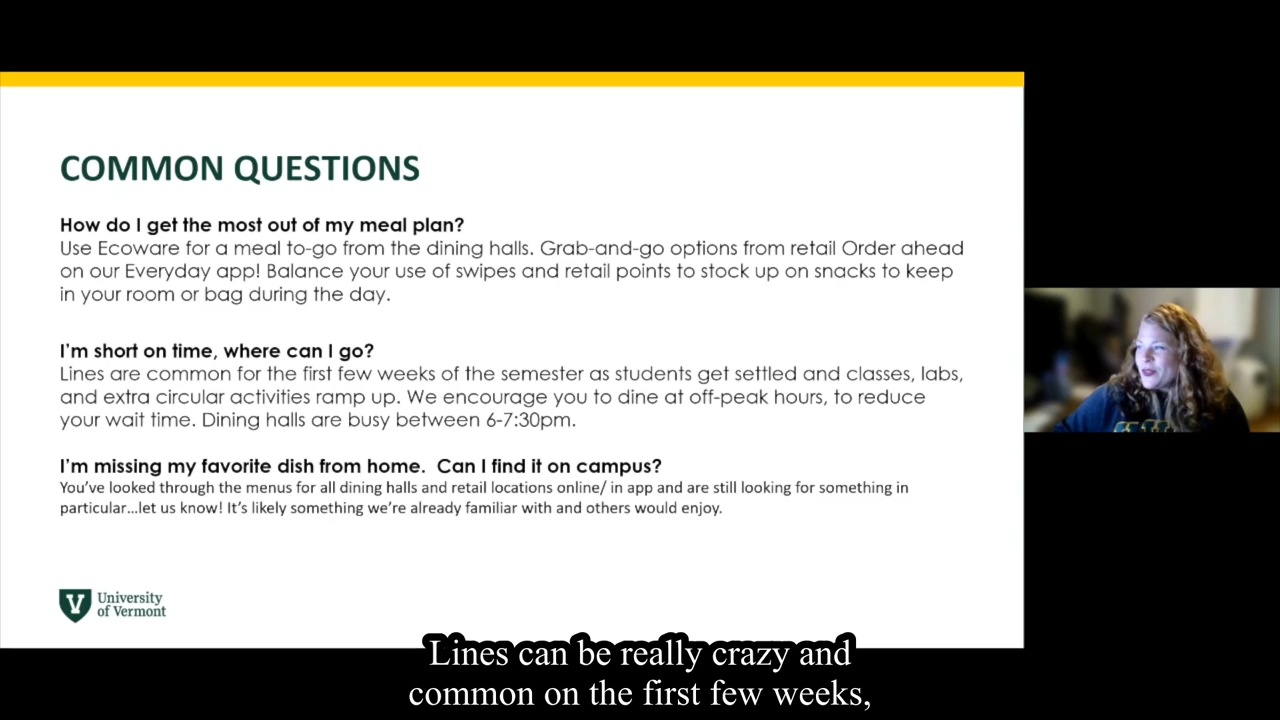 COMMON QUESTIONS
How do I get the most out of my meal plan?
Use Ecoware for a meal to-go from the dining halls. Grab-and-go options from retail Order ahead
on our Everyday app! Balance your use of swipes and retail points to stock up on snacks to keep
in your room or bag during the day.
I'm short on time, where can I go?
Lines are common for the first few weeks of the semester as students get settled and classes, labs,
and extra circular activities ramp up. We encourage you to dine at off-peak hours, to reduce
your wait time. Dining halls are busy between 6-7:30pm.
I'm missing my favorite dish from home.  Can I find it on campus?
You've looked through the menus for all dining halls and retail locations online/ in app and are still looking for something in
particular...let us know! It's likely something we're already familiar with and others would enjoy.
University
of Vermont
Lines can be really crazy and
common on the first few weeks,